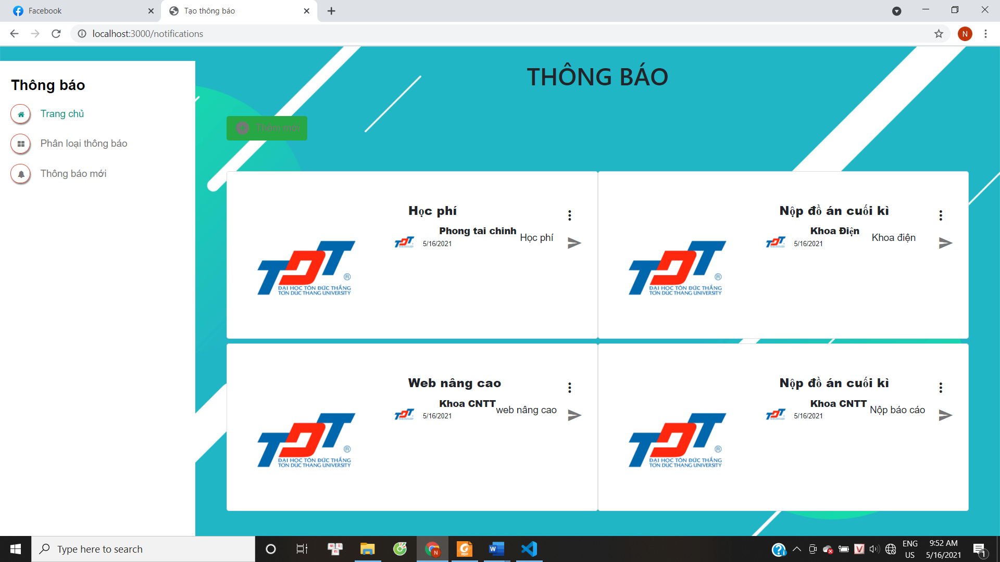 Facebook
Tạo thông báo
localhost:3000/notifications
N
THÔNG BÁO
Thông báo
Trang chủ
Phân loại thông báo
Thông báo mới
Thêm mới
Học phí
Phong tai chinh
5/16/2021
Học phí
TDT
®
ĐẠI HỌC TÔN ĐỨC THẮNG
TON DUC THANG UNIVERSITY
Nộp đồ án cuối kì
Khoa Điện
5/16/2021
Khoa điện
TDT
®
ĐẠI HỌC TÔN ĐỨC THẮNG
TON DUC THANG UNIVERSITY
Web nâng cao
Khoa CNTT
5/16/2021
web nâng cao
TDT
®
ĐẠI HỌC TÔN ĐỨC THẮNG
TON DUC THANG UNIVERSITY
Nộp đồ án cuối kì
Khoa CNTT
5/16/2021
Nộp báo cáo
TDT
®
ĐẠI HỌC TÔN ĐỨC THẮNG
TON DUC THANG UNIVERSITY
Type here to search
ENG
US
9:52 AM
5/16/2021
1